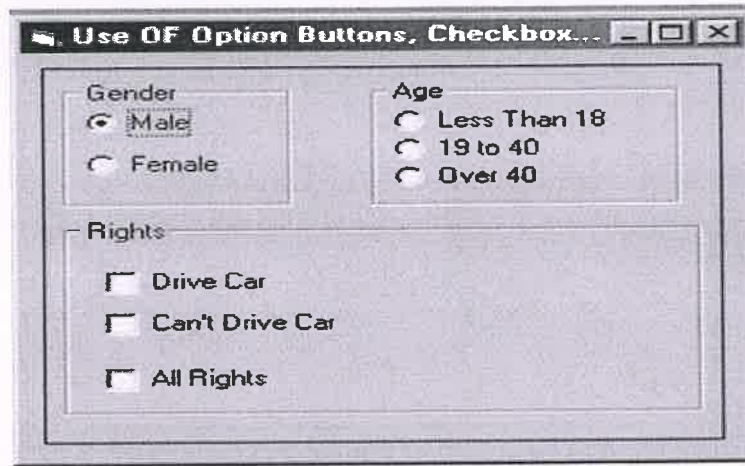 Use OF Option Buttons, Checkbox...
Gender
Male
Female
Age
Less Than 18
19 to 40
Over 40
Rights
Drive Car
Can't Drive Car
All Rights